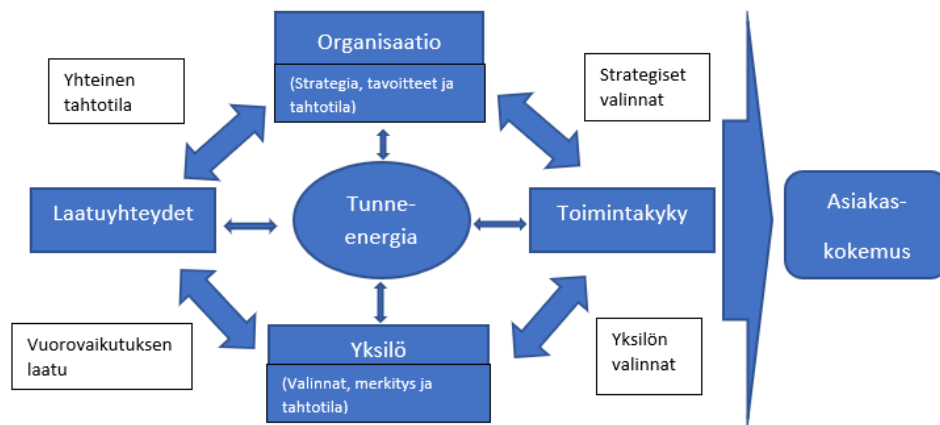 Organisaatio
(Strategia, tavoitteet ja
tahtotila)
Yhteinen
tahtotila
Strategiset
valinnat
Laatuyhteydet
Tunne-
energia
Toimintakyky
Asiakas-
kokemus
Vuorovaikutuksen
laatu
Yksilö
(Valinnat, merkitys ja
tahtotila)
Yksilön
valinnat